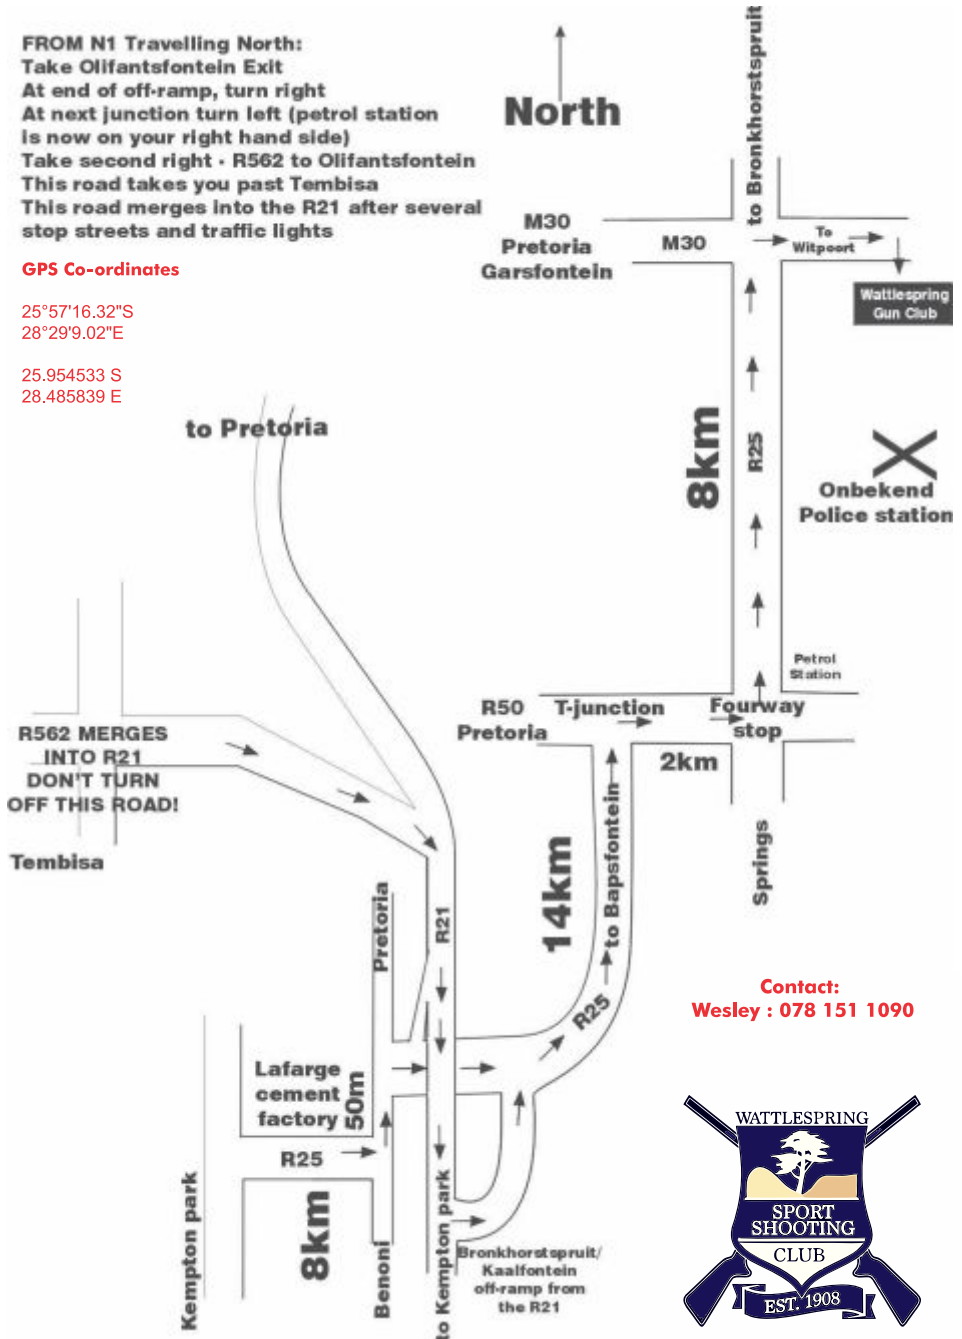 FROM N1 Travelling North:
Take Olifantsfontein Exit
At end of off-ramp, turn right
At next junction turn left (petrol station
is now on your right hand side)
Take second right - R562 to Olifantsfontein
This road takes you past Tembisa
This road merges into the R21 after several
stop streets and traffic lights
GPS Co-ordinates
25°57'16.32"S
28°29'9.02"E
25.954533 S
28.485839 E
North
to Bronkhorstspruit
M30
Pretoria
Garsfontein
M30
To
Witpoort
Wattlespring
Gun Club
to Pretoria
8km
R25
Onbekend
Police station
Petrol
Station
R50
Pretoria
T-junction
Fourway
stop
2km
R562 MERGES
INTO R21
DON'T TURN
OFF THIS ROAD!
Tembisa
Springs
14km
to Bapsfontein
Pretoria
R21
R25
Contact:
Wesley : 078 151 1090
Lafarge
cement
factory
50m
R25
8km
Kempton park
Benoni
to Kempton park
Bronkhorstspruit/
Kaalfontein
off-ramp from
the R21
WATTLESPRING
SPORT
SHOOTING
CLUB
EST. 1908